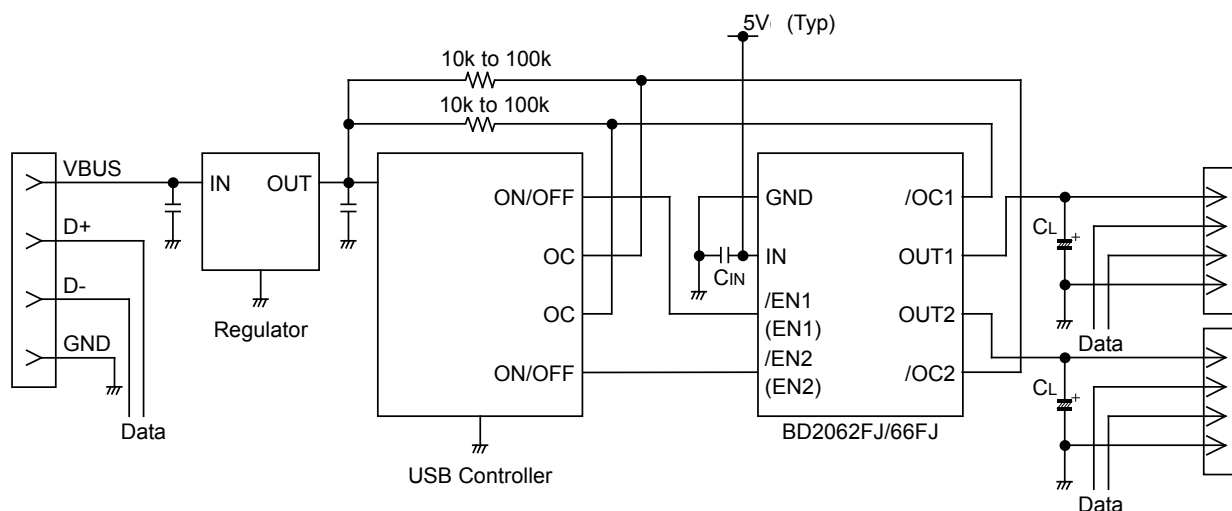 5V (Typ)
10k to 100k
10k to 100k
VBUS
D+
D-
GND
Data
IN OUT
Regulator
ON/OFF
OC
OC
ON/OFF
USB Controller
GND
IN
CIN
/EN1
(EN1)
/EN2
(EN2)
/OC1
OUT1
OUT2
/OC2
BD2062FJ/66FJ
CL
+
Data
CL
+
Data